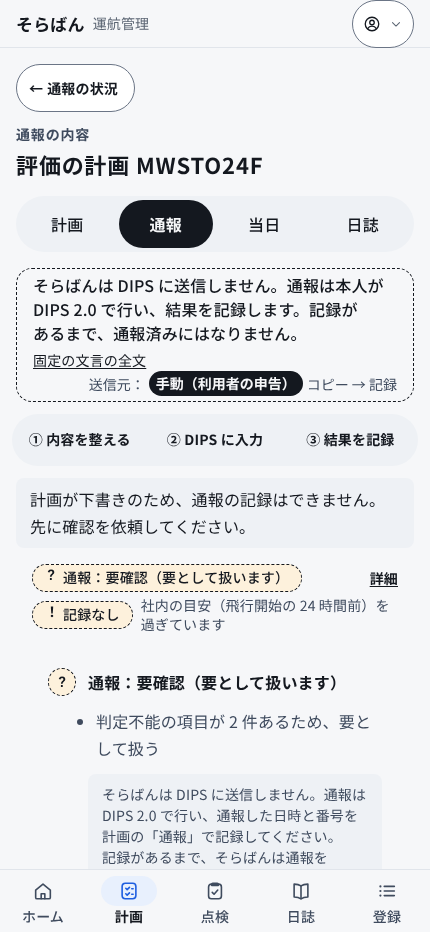 そらばん 運航管理
← 通報の状況
通報の内容
評価の計画 MWSTO24F
計画 通報 当日 日誌
そらばんは DIPS に送信しません。通報は本人が
DIPS 2.0 で行い、結果を記録します。記録が
あるまで、通報済みにはなりません。
固定の文言の全文
送信元： 手動（利用者の申告） コピー → 記録
① 内容を整える ② DIPS に入力 ③ 結果を記録
計画が下書きのため、通報の記録はできません。
先に確認を依頼してください。
? 通報：要確認（要として扱います） 詳細
! 記録なし 社内の目安（飛行開始の 24 時間前）を
過ぎています
? 通報：要確認（要として扱います）
• 判定不能の項目が 2 件あるため、要と
して扱う
そらばんは DIPS に送信しません。通報は
DIPS 2.0 で行い、通報した日時と番号を
計画の「通報」で記録してください。
記録があるまで、そらばんは通報を
ホーム 計画 点検 日誌 登録